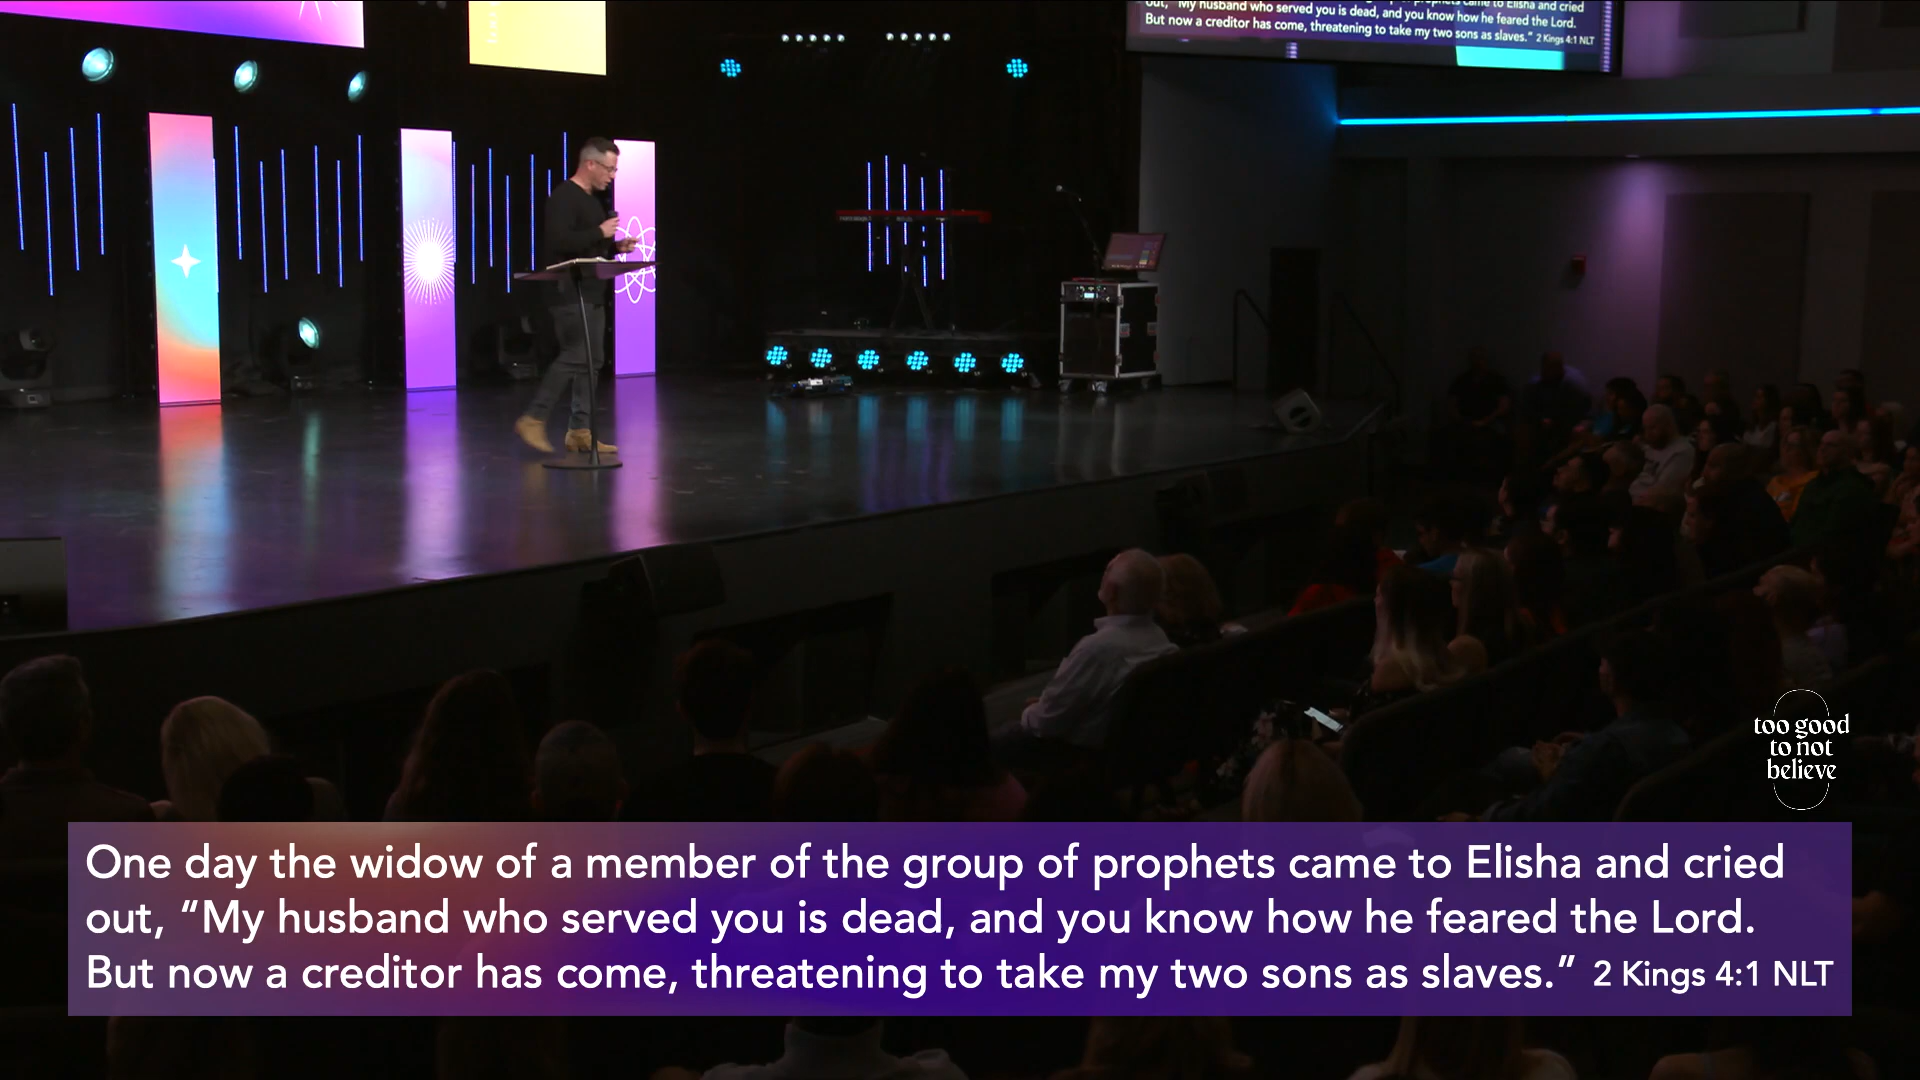 out, “My husband who served you is dead, and you know how he feared the Lord.
But now a creditor has come, threatening to take my two sons as slaves.” 2 Kings 4:1 NLT
too good
to not
believe
One day the widow of a member of the group of prophets came to Elisha and cried
out, “My husband who served you is dead, and you know how he feared the Lord.
But now a creditor has come, threatening to take my two sons as slaves.” 2 Kings 4:1 NLT